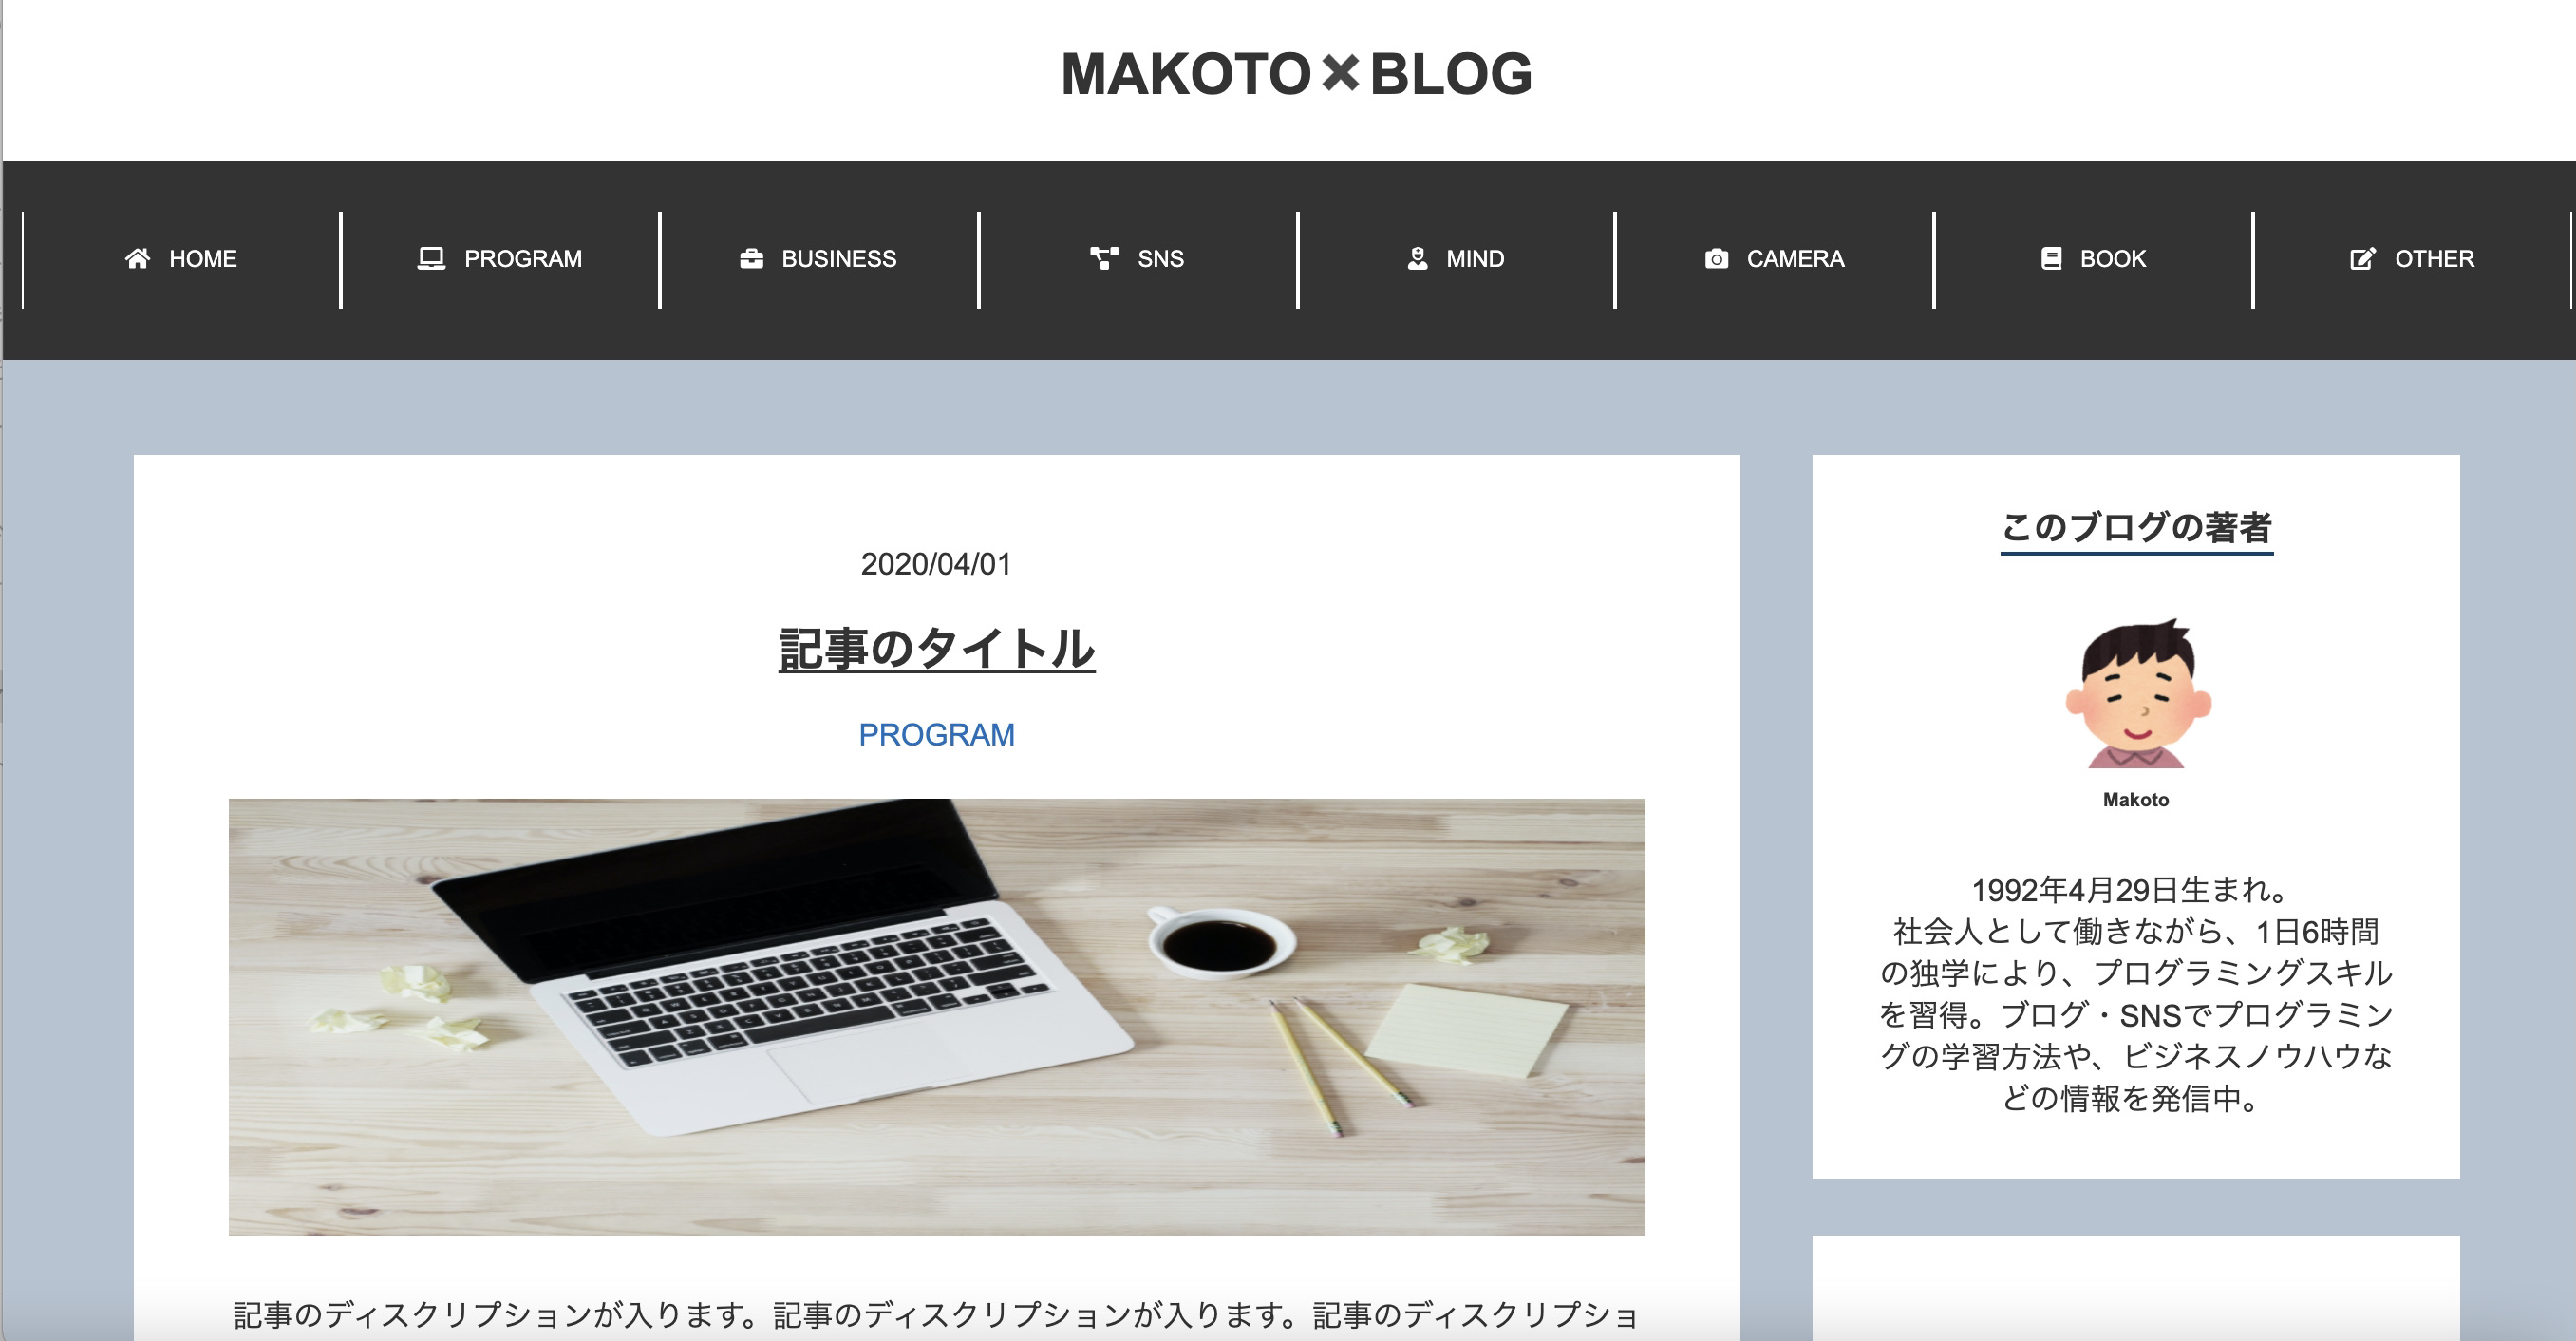 MAKOTO✖BLOG
HOME
PROGRAM
BUSINESS
SNS
MIND
CAMERA
BOOK
OTHER
2020/04/01
記事のタイトル
PROGRAM
記事のディスクリプションが入ります。記事のディスクリプションが入ります。記事のディスクリプショ
このブログの著者
Makoto
1992年4月29日生まれ。
社会人として働きながら、1日6時間
の独学により、プログラミングスキル
を習得。ブログ・SNSでプログラミン
グの学習方法や、ビジネスノウハウな
どの情報を発信中。